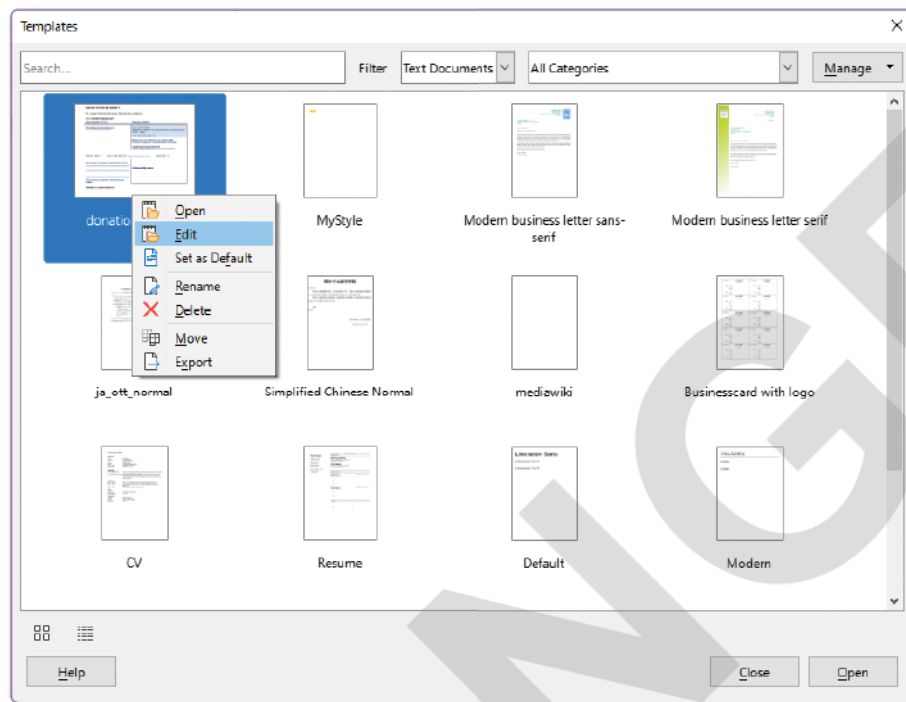 Templates
Search...
Filter
Text Documents
All Categories
Manage
donatio
MyStyle
Modern business letter sans-
serif
Modern business letter serif
Open
Edit
Set as Default
Rename
Delete
Move
Export
ja_ott_normal
Simplified Chinese Normal
mediawiki
Businesscard with logo
CV
Resume
Default
Modern
Help
Close
Open